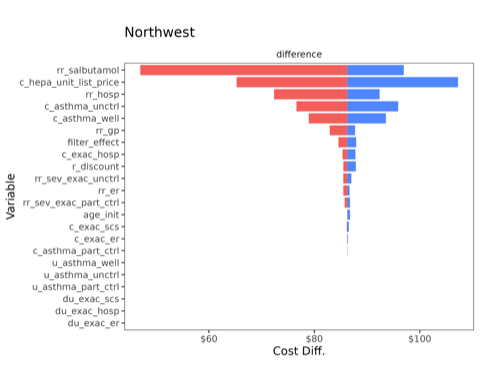 Northwest
difference
rr_salbutamol
c_hepa_unit_list_price
rr_hosp
c_asthma_unctrl
c_asthma_well
rr_gp
filter_effect
c_exac_hosp
r_discount
rr_sev_exac_unctrl
rr_er
rr_sev_exac_part_ctrl
age_init
c_exac_scs
c_exac_er
c_asthma_part_ctrl
u_asthma_well
u_asthma_unctrl
u_asthma_part_ctrl
du_exac_scs
du_exac_hosp
du_exac_er
Variable
$60 $80 $100
Cost Diff.